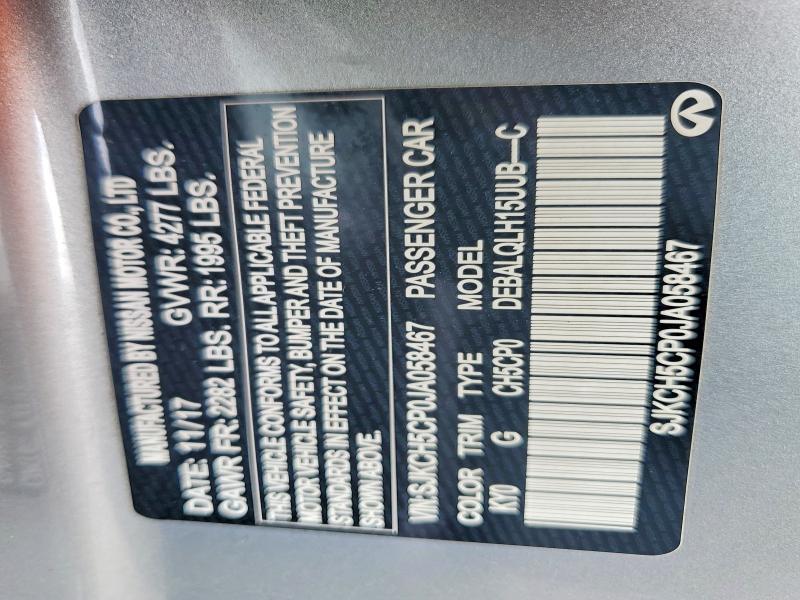 MANUFACTURED BY NISSAN MOTOR CO., LTD
DATE: 11/17 GVWR: 4277 LBS.
GAWR FR: 2282 LBS. RR: 1995 LBS.
THIS VEHICLE CONFORMS TO ALL APPLICABLE FEDERAL
MOTOR VEHICLE SAFETY, BUMPER AND THEFT PREVENTION
STANDARDS IN EFFECT ON THE DATE OF MANUFACTURE
SHOWN ABOVE.
VIN:SJKCH5CP0JA058467 PASSENGER CAR
COLOR TRIM TYPE MODEL
KY0 G CH5CP0 DEBALQLH15UUB-–C
SJKCH5CP0JA058467